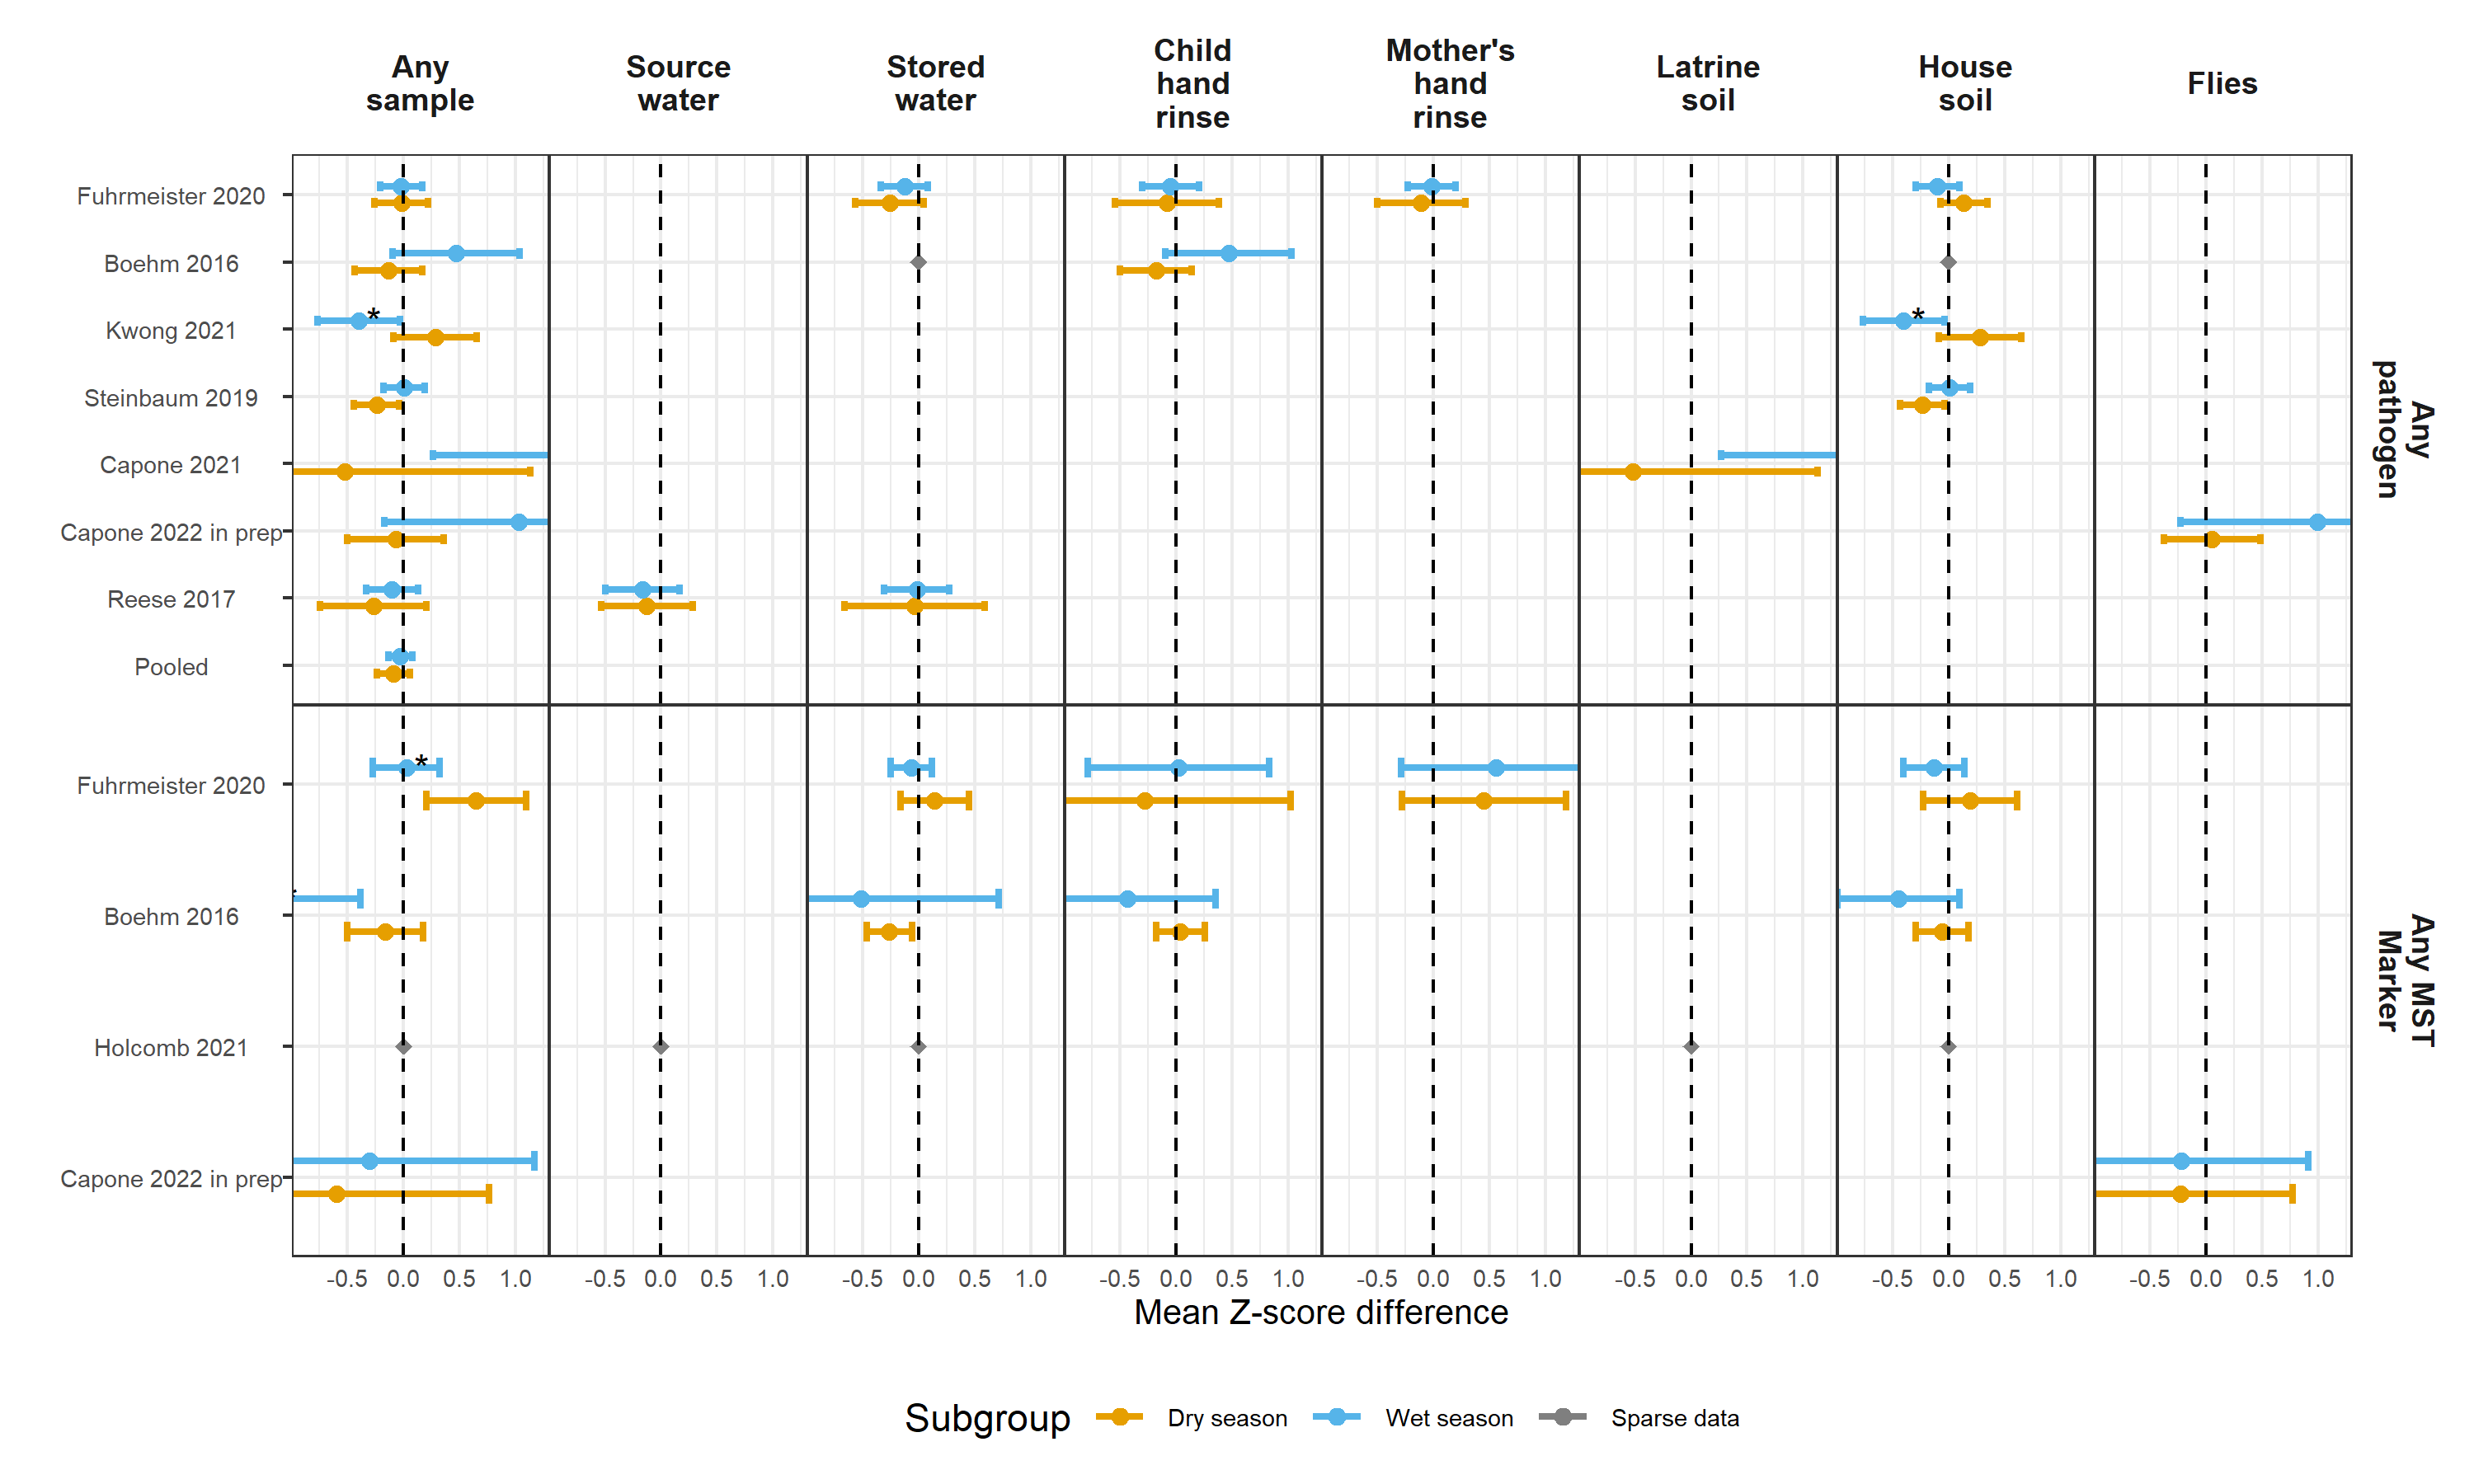 Any
sample
Source
water
Stored
water
Child
hand
rinse
Mother's
hand
rinse
Latrine
soil
House
soil
Flies
Fuhrmeister 2020
Boehm 2016
Kwong 2021
*
*
Steinbaum 2019
Capone 2021
Capone 2022 in prep
Reese 2017
Pooled
Any
pathogen
Fuhrmeister 2020
*
Boehm 2016
Holcomb 2021
Capone 2022 in prep
Any MST
Marker
-0.5 0.0 0.5 1.0 -0.5 0.0 0.5 1.0 -0.5 0.0 0.5 1.0 -0.5 0.0 0.5 1.0 -0.5 0.0 0.5 1.0 -0.5 0.0 0.5 1.0 -0.5 0.0 0.5 1.0 -0.5 0.0 0.5 1.0
Mean Z-score difference
Subgroup Dry season Wet season Sparse data